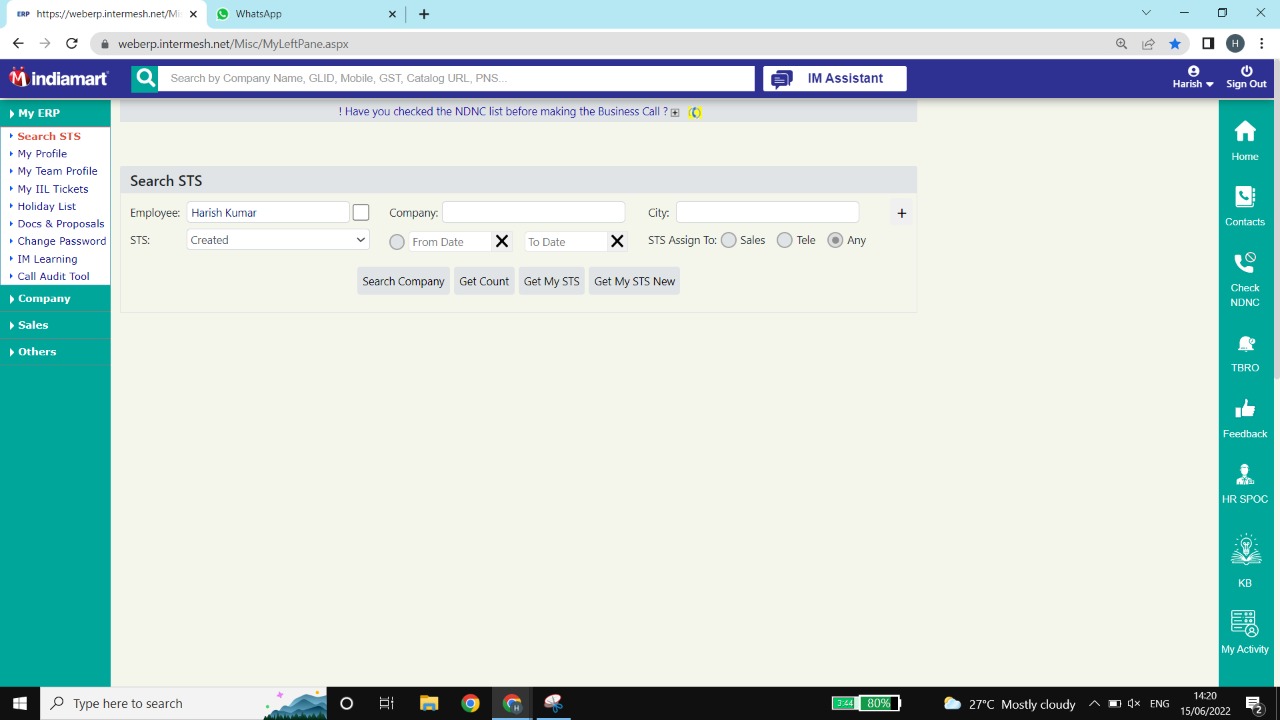 ERP https://weberp.intermesh.net/Mi
WhatsApp
weberp.intermesh.net/Misc/MyLeftPane.aspx
H
indiamart
Search by Company Name, GLID, Mobile, GST, Catalog URL, PNS...
IM Assistant
Harish
Sign Out
My ERP
Search STS
My Profile
My Team Profile
My IIL Tickets
Holiday List
Docs & Proposals
Change Password
IM Learning
Call Audit Tool
Company
Sales
Others
! Have you checked the NDNC list before making the Business Call ?
Search STS
Employee: Harish Kumar Company: City: +
STS: Created From Date To Date STS Assign To: Sales Tele Any
Search Company Get Count Get My STS Get My STS New
Home
Contacts
Check
NDNC
TBRO
Feedback
HR SPOC
KB
My Activity
Type here to search
3:44 80%
27°C Mostly cloudy
ENG
14:20
15/06/2022
2